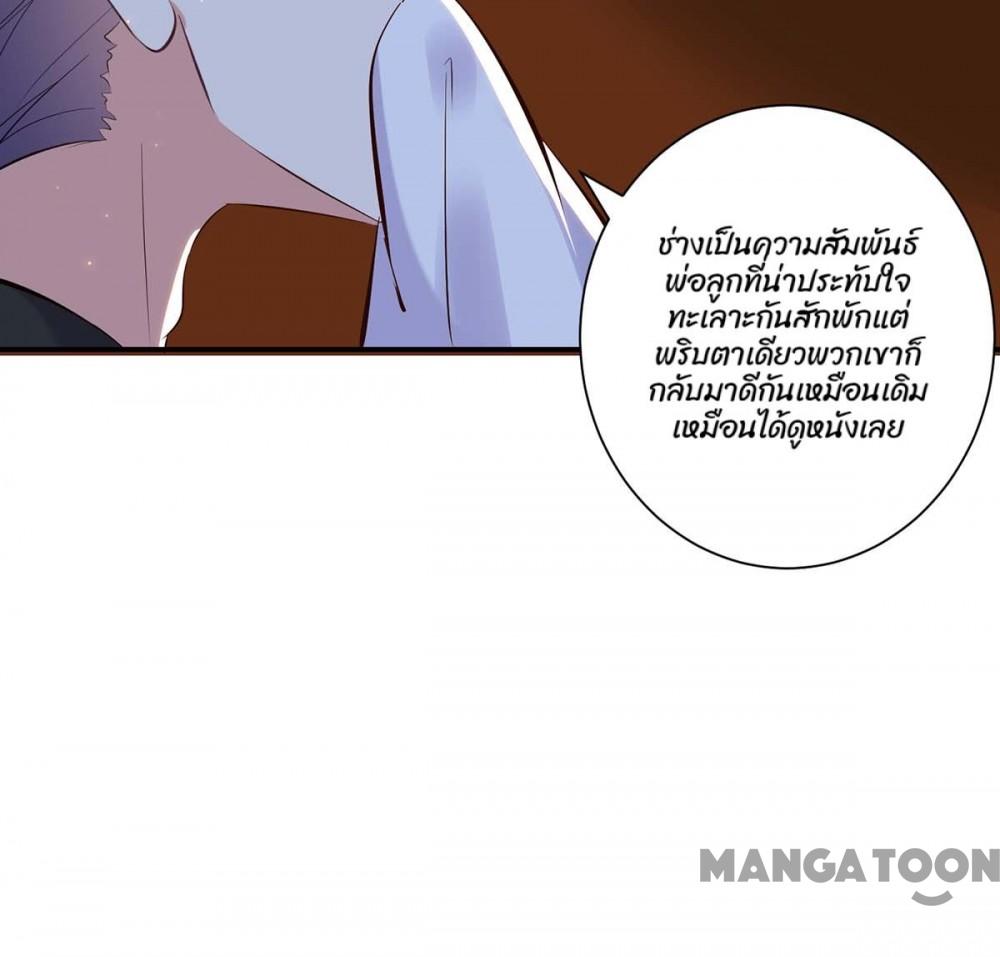 ช่างเป็นความสัมพันธ์
พ่อลูกที่น่าประทับใจ
ทะเลาะกันสักพักแต่
พริบตาเดียวพวกเขาก็
กลับมาดีกันเหมือนเดิม
เหมือนได้ดูหนังเลย
MANGATOON